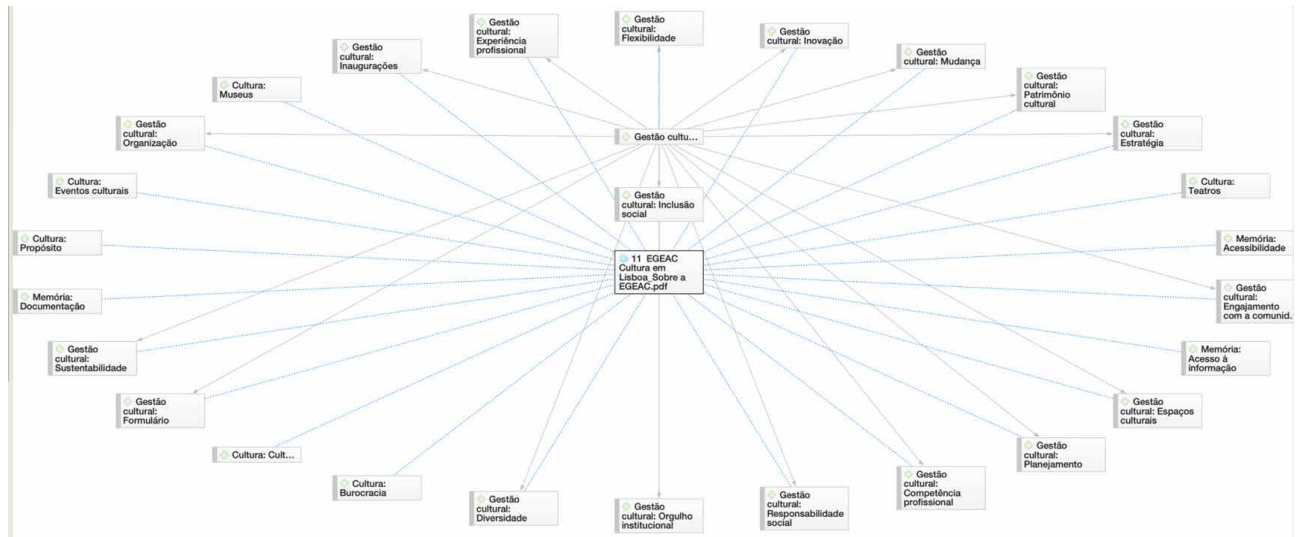 Gestão
cultural:
Experiência
profissional
Gestão
cultural:
Flexibilidade
Gestão
cultural: Inovação
Gestão
cultural:
Inaugurações
Gestão
cultural: Mudança
Gestão
cultural:
Patrimônio
cultural
Cultura:
Museus
Gestão
cultural:
Organização
Gestão cultu...
Gestão
cultural:
Estratégia
Cultura:
Eventos culturais
Gestão
cultural: Inclusão
social
Cultura:
Teatros
Cultura:
Propósito
11 EGEAC
Cultura em
Lisboa_Sobre a
EGEAC.pdf
Memória:
Acessibilidade
Memória:
Documentação
Gestão
cultural:
Engajamento
com a comunid.
Gestão
cultural:
Sustentabilidade
Memória:
Acesso à
informação
Gestão
cultural:
Formulário
Gestão
cultural: Espaços
culturais
Cultura: Cult...
Gestão
cultural:
Planejamento
Cultura:
Burocracia
Gestão
cultural:
Competência
profissional
Gestão
cultural:
Diversidade
Gestão
cultural: Orgulho
institucional
Gestão
cultural:
Responsabilidade
social